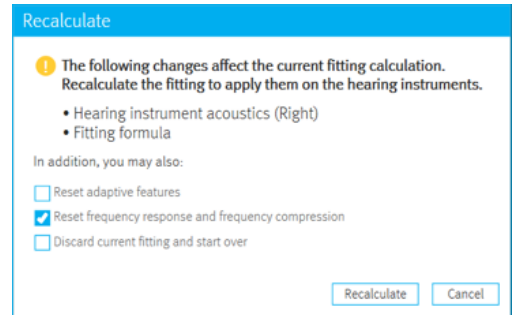 Recalculate
The following changes affect the current fitting calculation.
Recalculate the fitting to apply them on the hearing instruments.
• Hearing instrument acoustics (Right)
• Fitting formula
In addition, you may also:
Reset adaptive features
Reset frequency response and frequency compression
Discard current fitting and start over
Recalculate Cancel